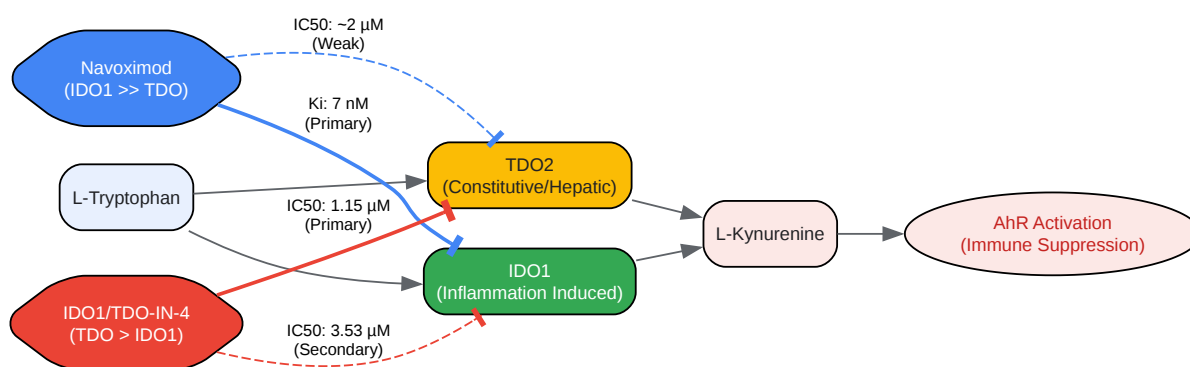 IC50: ~2 µM
(Weak)
Navoximod
(IDO1 >> TDO)
Ki: 7 nM
(Primary)
TDO2
(Constitutive/Hepatic)
L-Tryptophan
IC50: 1.15 µM
(Primary)
L-Kynurenine
AhR Activation
(Immune Suppression)
IDO1
(Inflammation Induced)
IDO1/TDO-IN-4
(TDO > IDO1)
IC50: 3.53 µM
(Secondary)